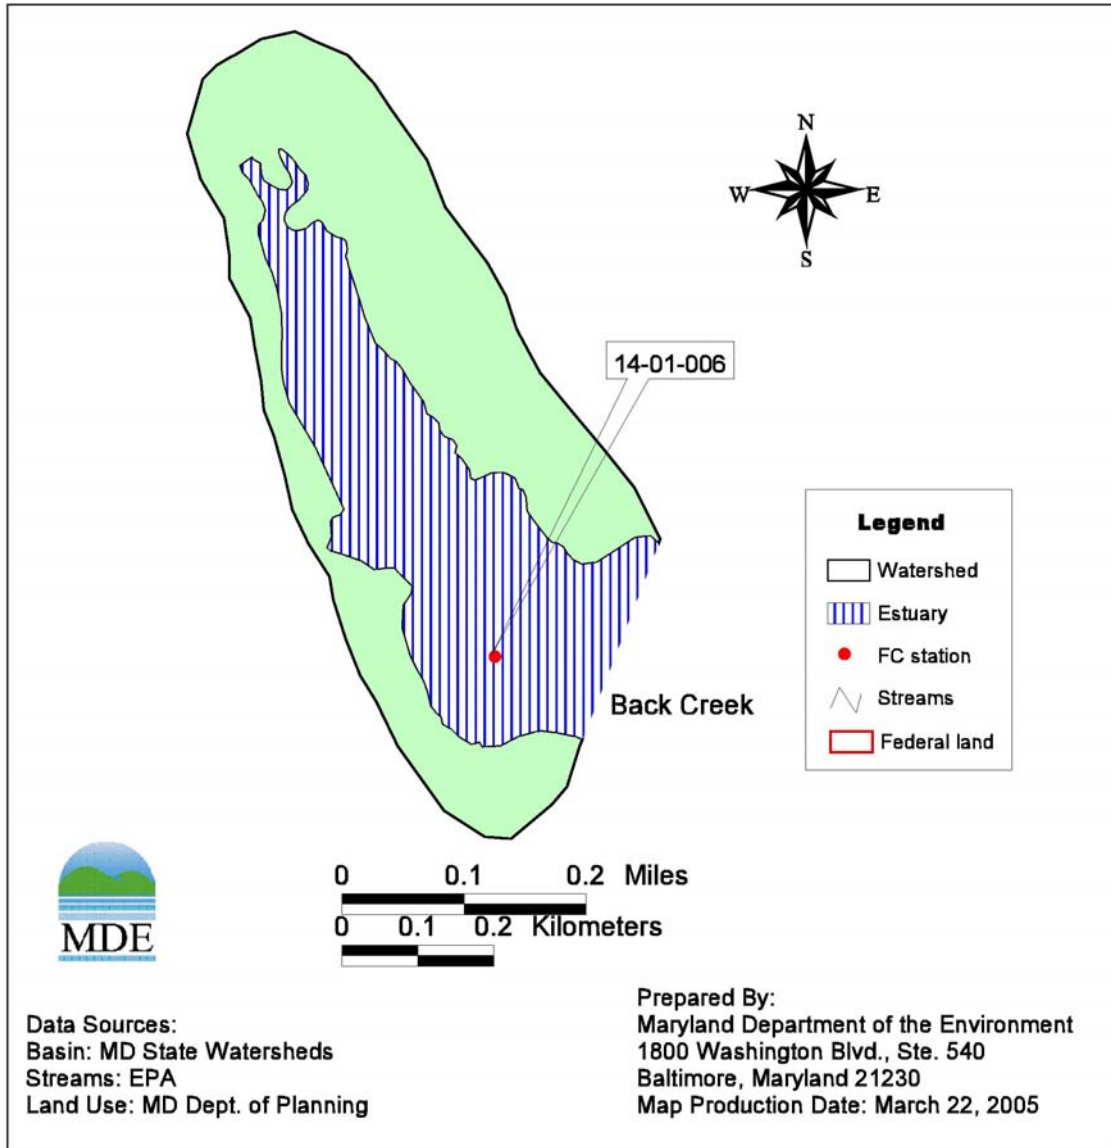 N
W E
S
14-01-006
Legend
Watershed
Estuary
FC station
Streams
Federal land
Back Creek
0 0.1 0.2 Miles
0 0.1 0.2 Kilometers
MDE
Data Sources:
Basin: MD State Watersheds
Streams: EPA
Land Use: MD Dept. of Planning
Prepared By:
Maryland Department of the Environment
1800 Washington Blvd., Ste. 540
Baltimore, Maryland 21230
Map Production Date: March 22, 2005